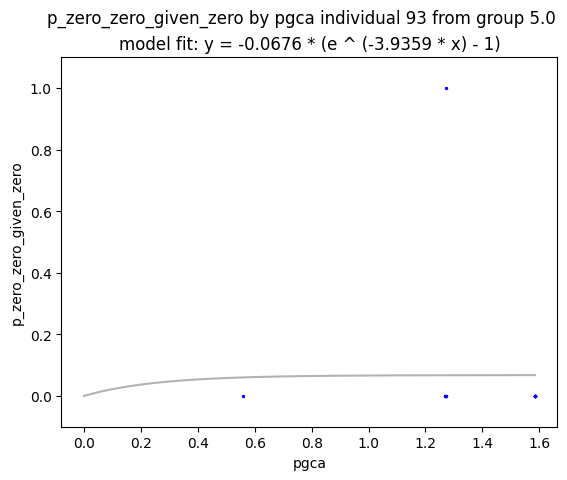 p_zero_zero_given_zero by pgca individual 93 from group 5.0
model fit: y = -0.0676 * (e ^ (-3.9359 * x) - 1)
p_zero_zero_given_zero
1.0
0.8
0.6
0.4
0.2
0.0
0.0 0.2 0.4 0.6 0.8 1.0 1.2 1.4 1.6
pgca